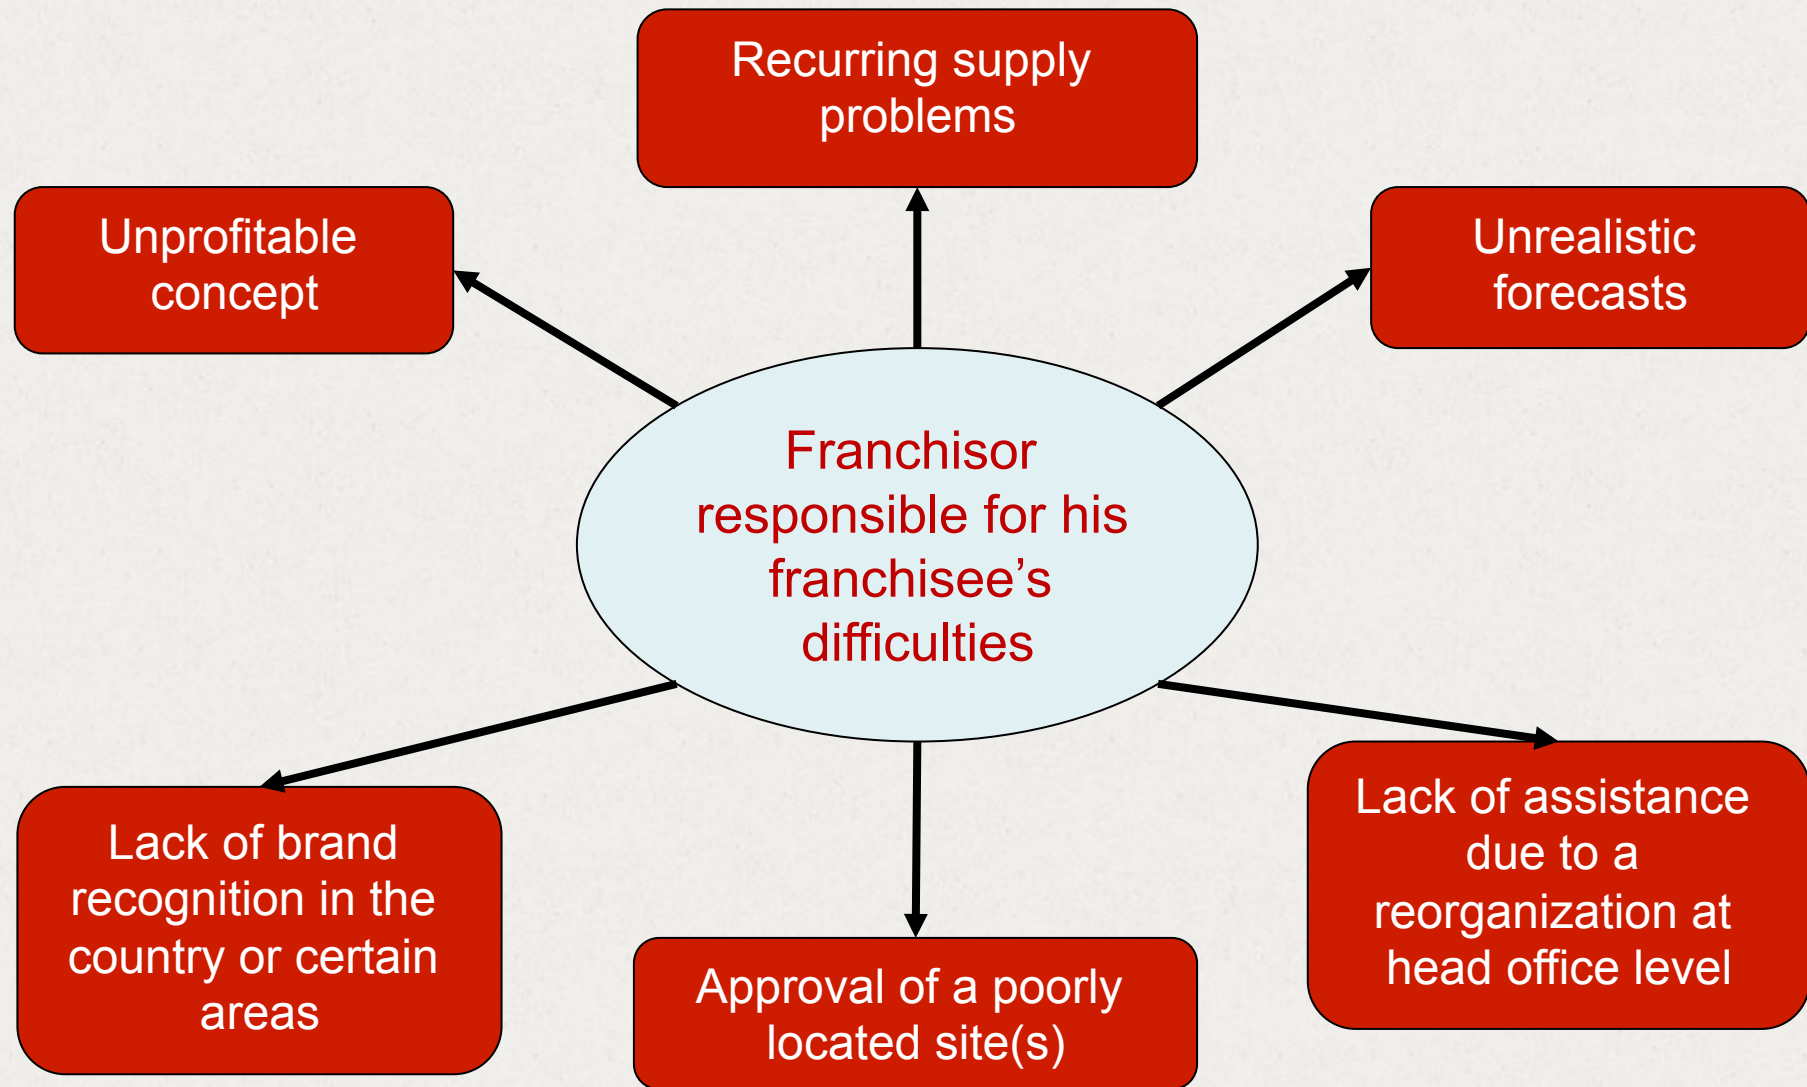 Recurring supply
problems
Unprofitable
concept
Unrealistic
forecasts
Franchisor
responsible for his
franchisee’s
difficulties
Lack of brand
recognition in the
country or certain
areas
Approval of a poorly
located site(s)
Lack of assistance
due to a
reorganization at
head office level